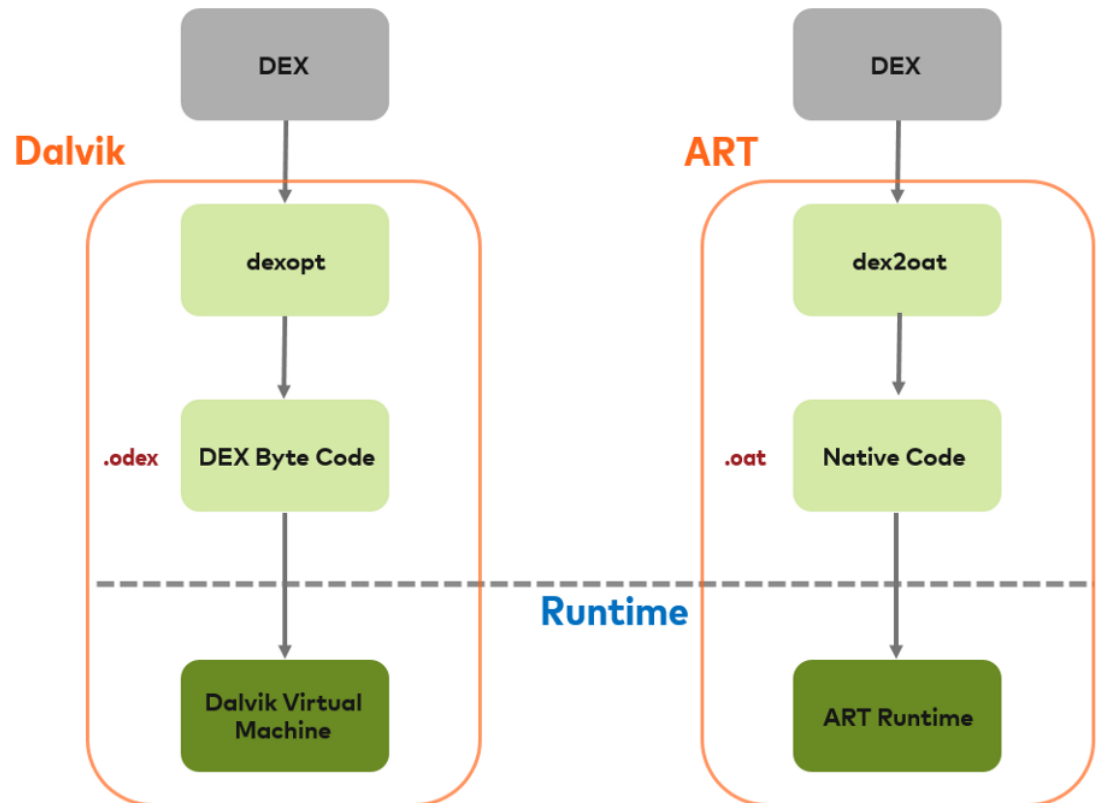 DEX
Dalvik
dexopt
.odex
DEX Byte Code
Dalvik Virtual
Machine
DEX
ART
dex2oat
.oat
Native Code
Runtime
ART Runtime